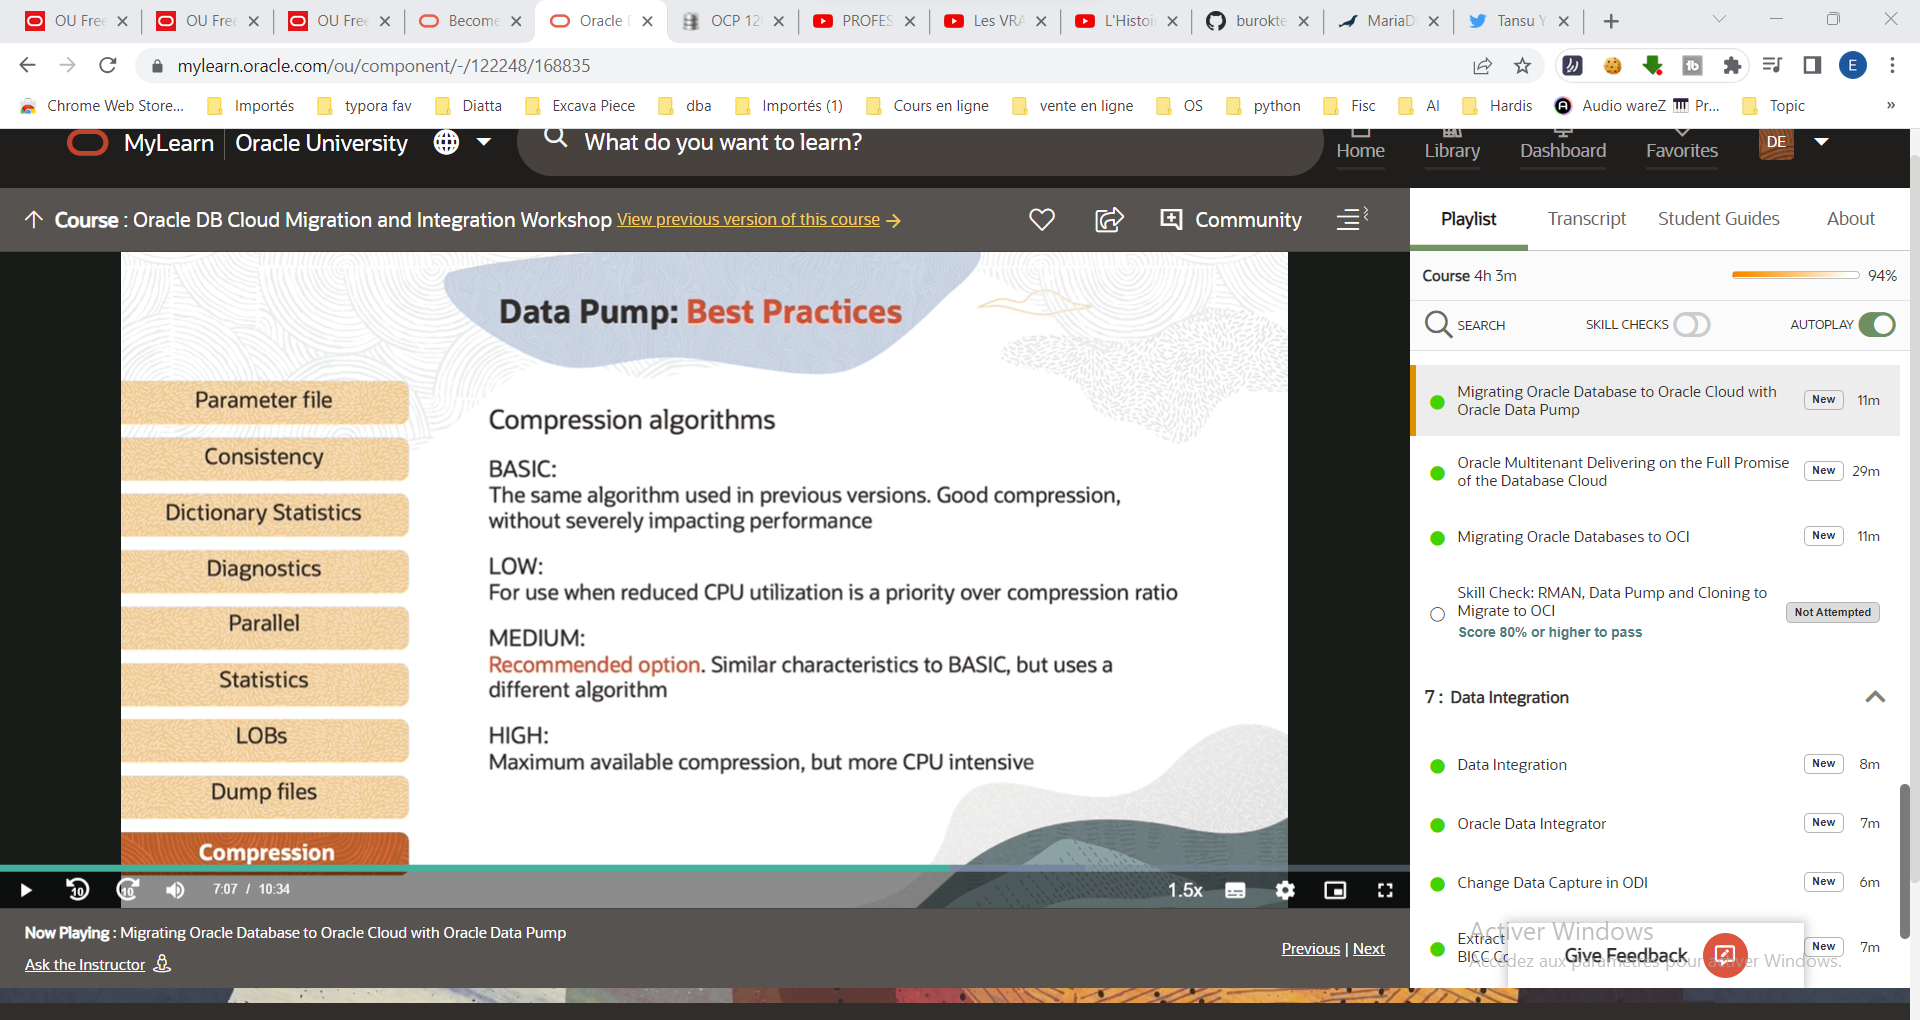 OU Free
OU Free
OU Free
Become
Oracle
OCP 12
PROFES
Les VRA
L'Histoi
burokte
MariaD
Tansu Y
mylearn.oracle.com/ou/component/-/122248/168835
E
Chrome Web Store...
Importés
typora fav
Diatta
Excava Piece
dba
Importés (1)
Cours en ligne
vente en ligne
OS
python
Fisc
AI
Hardis
Audio wareZ
Pr...
Topic
»
MyLearn
Oracle University
What do you want to learn?
Home
Library
Dashboard
Favorites
DE
Course : Oracle DB Cloud Migration and Integration Workshop View previous version of this course →
Community
Playlist
Transcript
Student Guides
About
Course 4h 3m
94%
SEARCH
SKILL CHECKS
AUTOPLAY
Data Pump: Best Practices
Parameter file
Consistency
Dictionary Statistics
Diagnostics
Parallel
Statistics
LOBs
Dump files
Compression
Compression algorithms
BASIC:
The same algorithm used in previous versions. Good compression,
without severely impacting performance
LOW:
For use when reduced CPU utilization is a priority over compression ratio
MEDIUM:
Recommended option. Similar characteristics to BASIC, but uses a
different algorithm
HIGH:
Maximum available compression, but more CPU intensive
10
10
7:07 / 10:34
1.5x
Now Playing : Migrating Oracle Database to Oracle Cloud with Oracle Data Pump
Ask the Instructor
Previous | Next
Migrating Oracle Database to Oracle Cloud with
Oracle Data Pump
New
11m
Oracle Multitenant Delivering on the Full Promise
of the Database Cloud
New
29m
Migrating Oracle Databases to OCI
New
11m
Skill Check: RMAN, Data Pump and Cloning to
Migrate to OCI
Score 80% or higher to pass
Not Attempted
7 : Data Integration
Data Integration
New
8m
Oracle Data Integrator
New
7m
Change Data Capture in ODI
New
6m
Extract
BICC
New
7m
Activer Windows
Accédez aux paramètres pour activer Windows.
Give Feedback